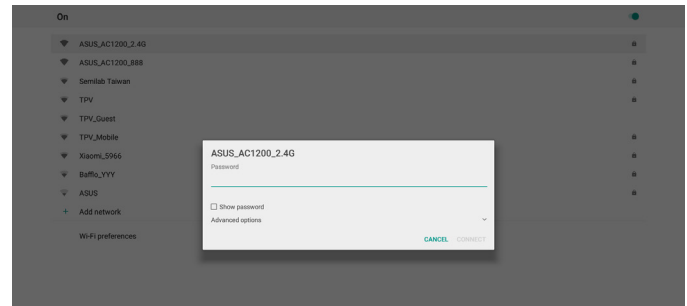 On
ASUS_AC1200_2.4G
ASUS_AC1200_888
Semilab Taiwan
TPV
TPV_Guest
TPV_Mobile
Xiaomi_5966
Baffio_YYY
ASUS
Add network
Wi-Fi preferences
ASUS_AC1200_2.4G
Password
Show password
Advanced options
CANCEL CONNECT